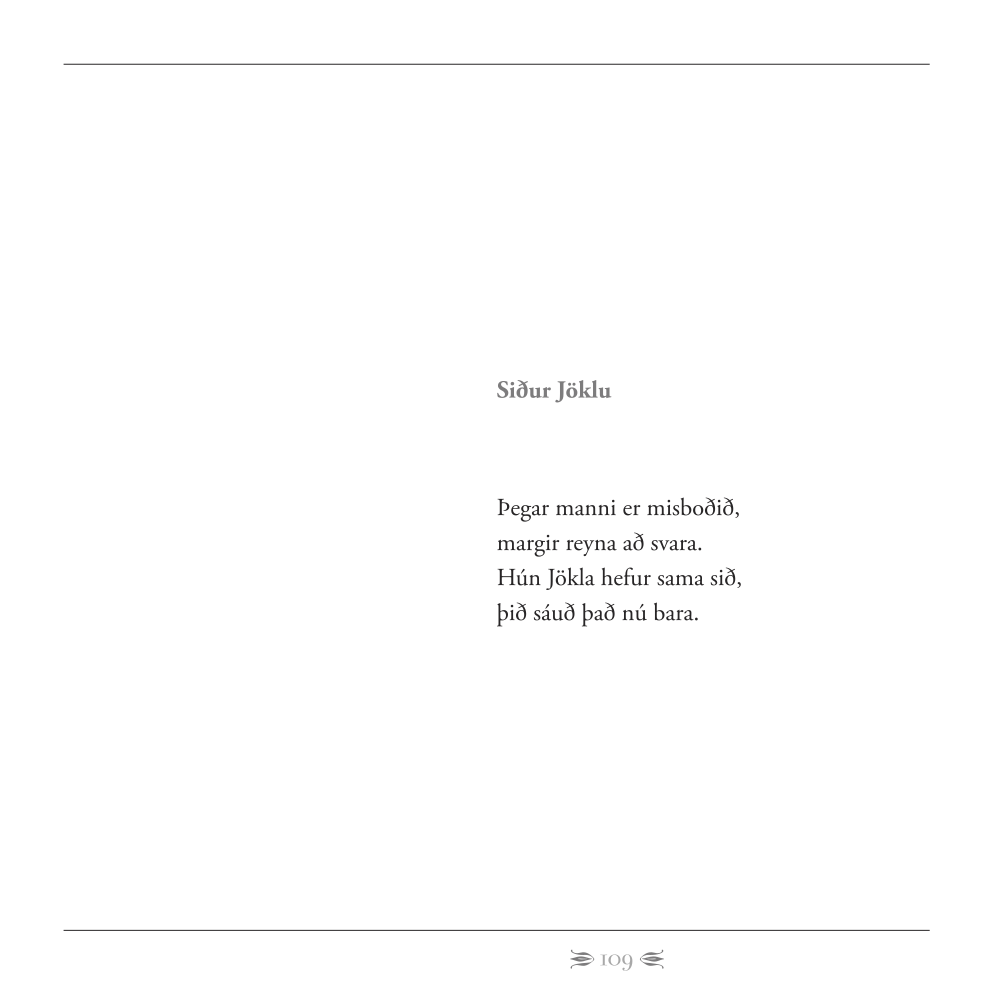 Siður Jöklu
Þegar manni er misboðið,
margir reyna að svara.
Hún Jökla hefur sama sið,
þið sáuð það nú bara.
109